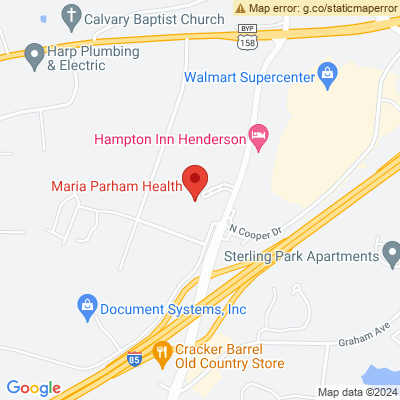 Map error: g.co/staticmaperror
Calvary Baptist Church
BYP
158
Harp Plumbing
& Electric
Walmart Supercenter
Hampton Inn Henderson
Maria Parham Health
N Cooper Dr
Sterling Park Apartments
Document Systems, Inc
Graham Ave
85
Cracker Barrel
Old Country Store
Google
Map data ©2024